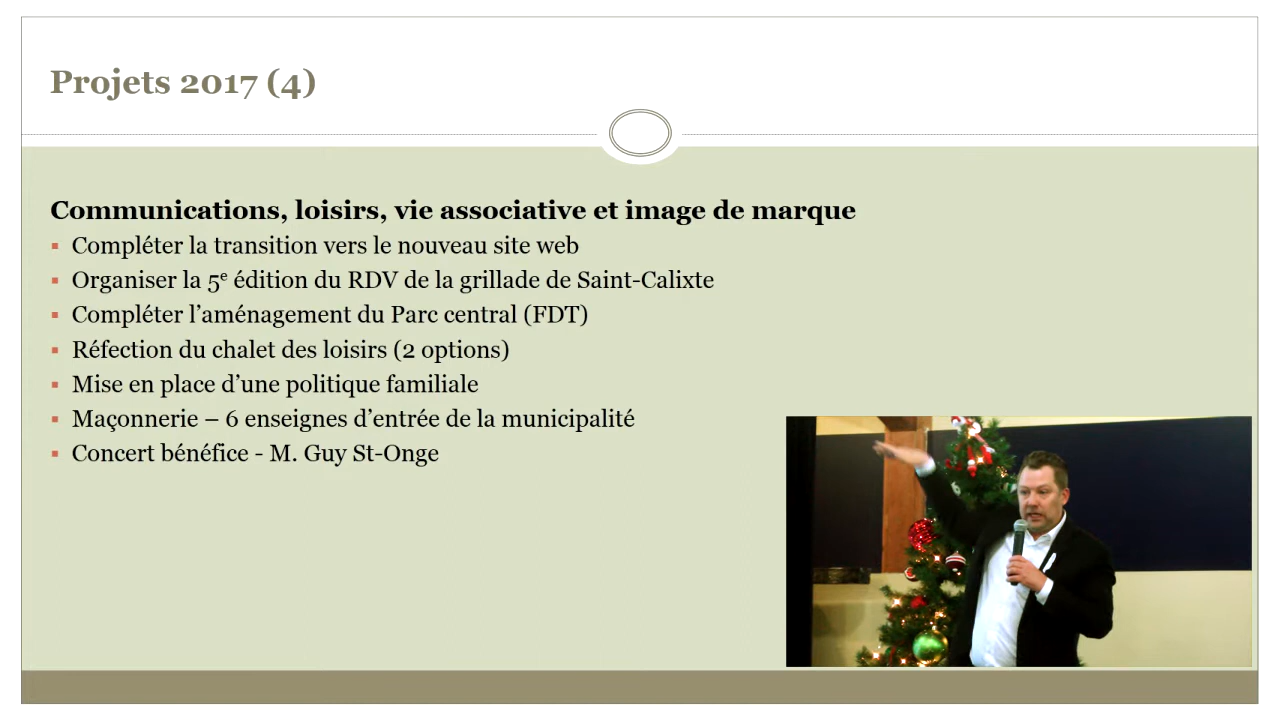 Projets 2017 (4)
Communications, loisirs, vie associative et image de marque
▪ Compléter la transition vers le nouveau site web
▪ Organiser la 5e édition du RDV de la grillade de Saint-Calixte
▪ Compléter l’aménagement du Parc central (FDT)
▪ Réfection du chalet des loisirs (2 options)
▪ Mise en place d’une politique familiale
▪ Maçonnerie – 6 enseignes d’entrée de la municipalité
▪ Concert bénéfice - M. Guy St-Onge